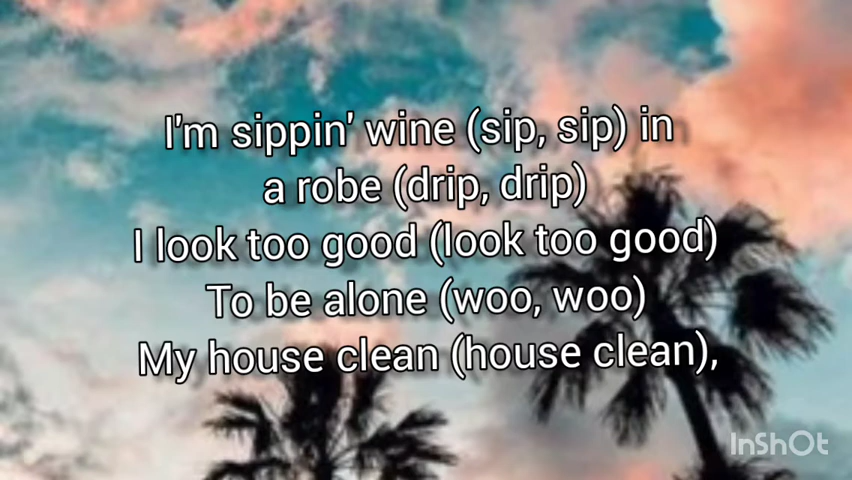 I'm sippin' wine (sip, sip) in
a robe (drip, drip)
I look too good (look too good)
To be alone (woo, woo)
My house clean (house clean),
InShOt